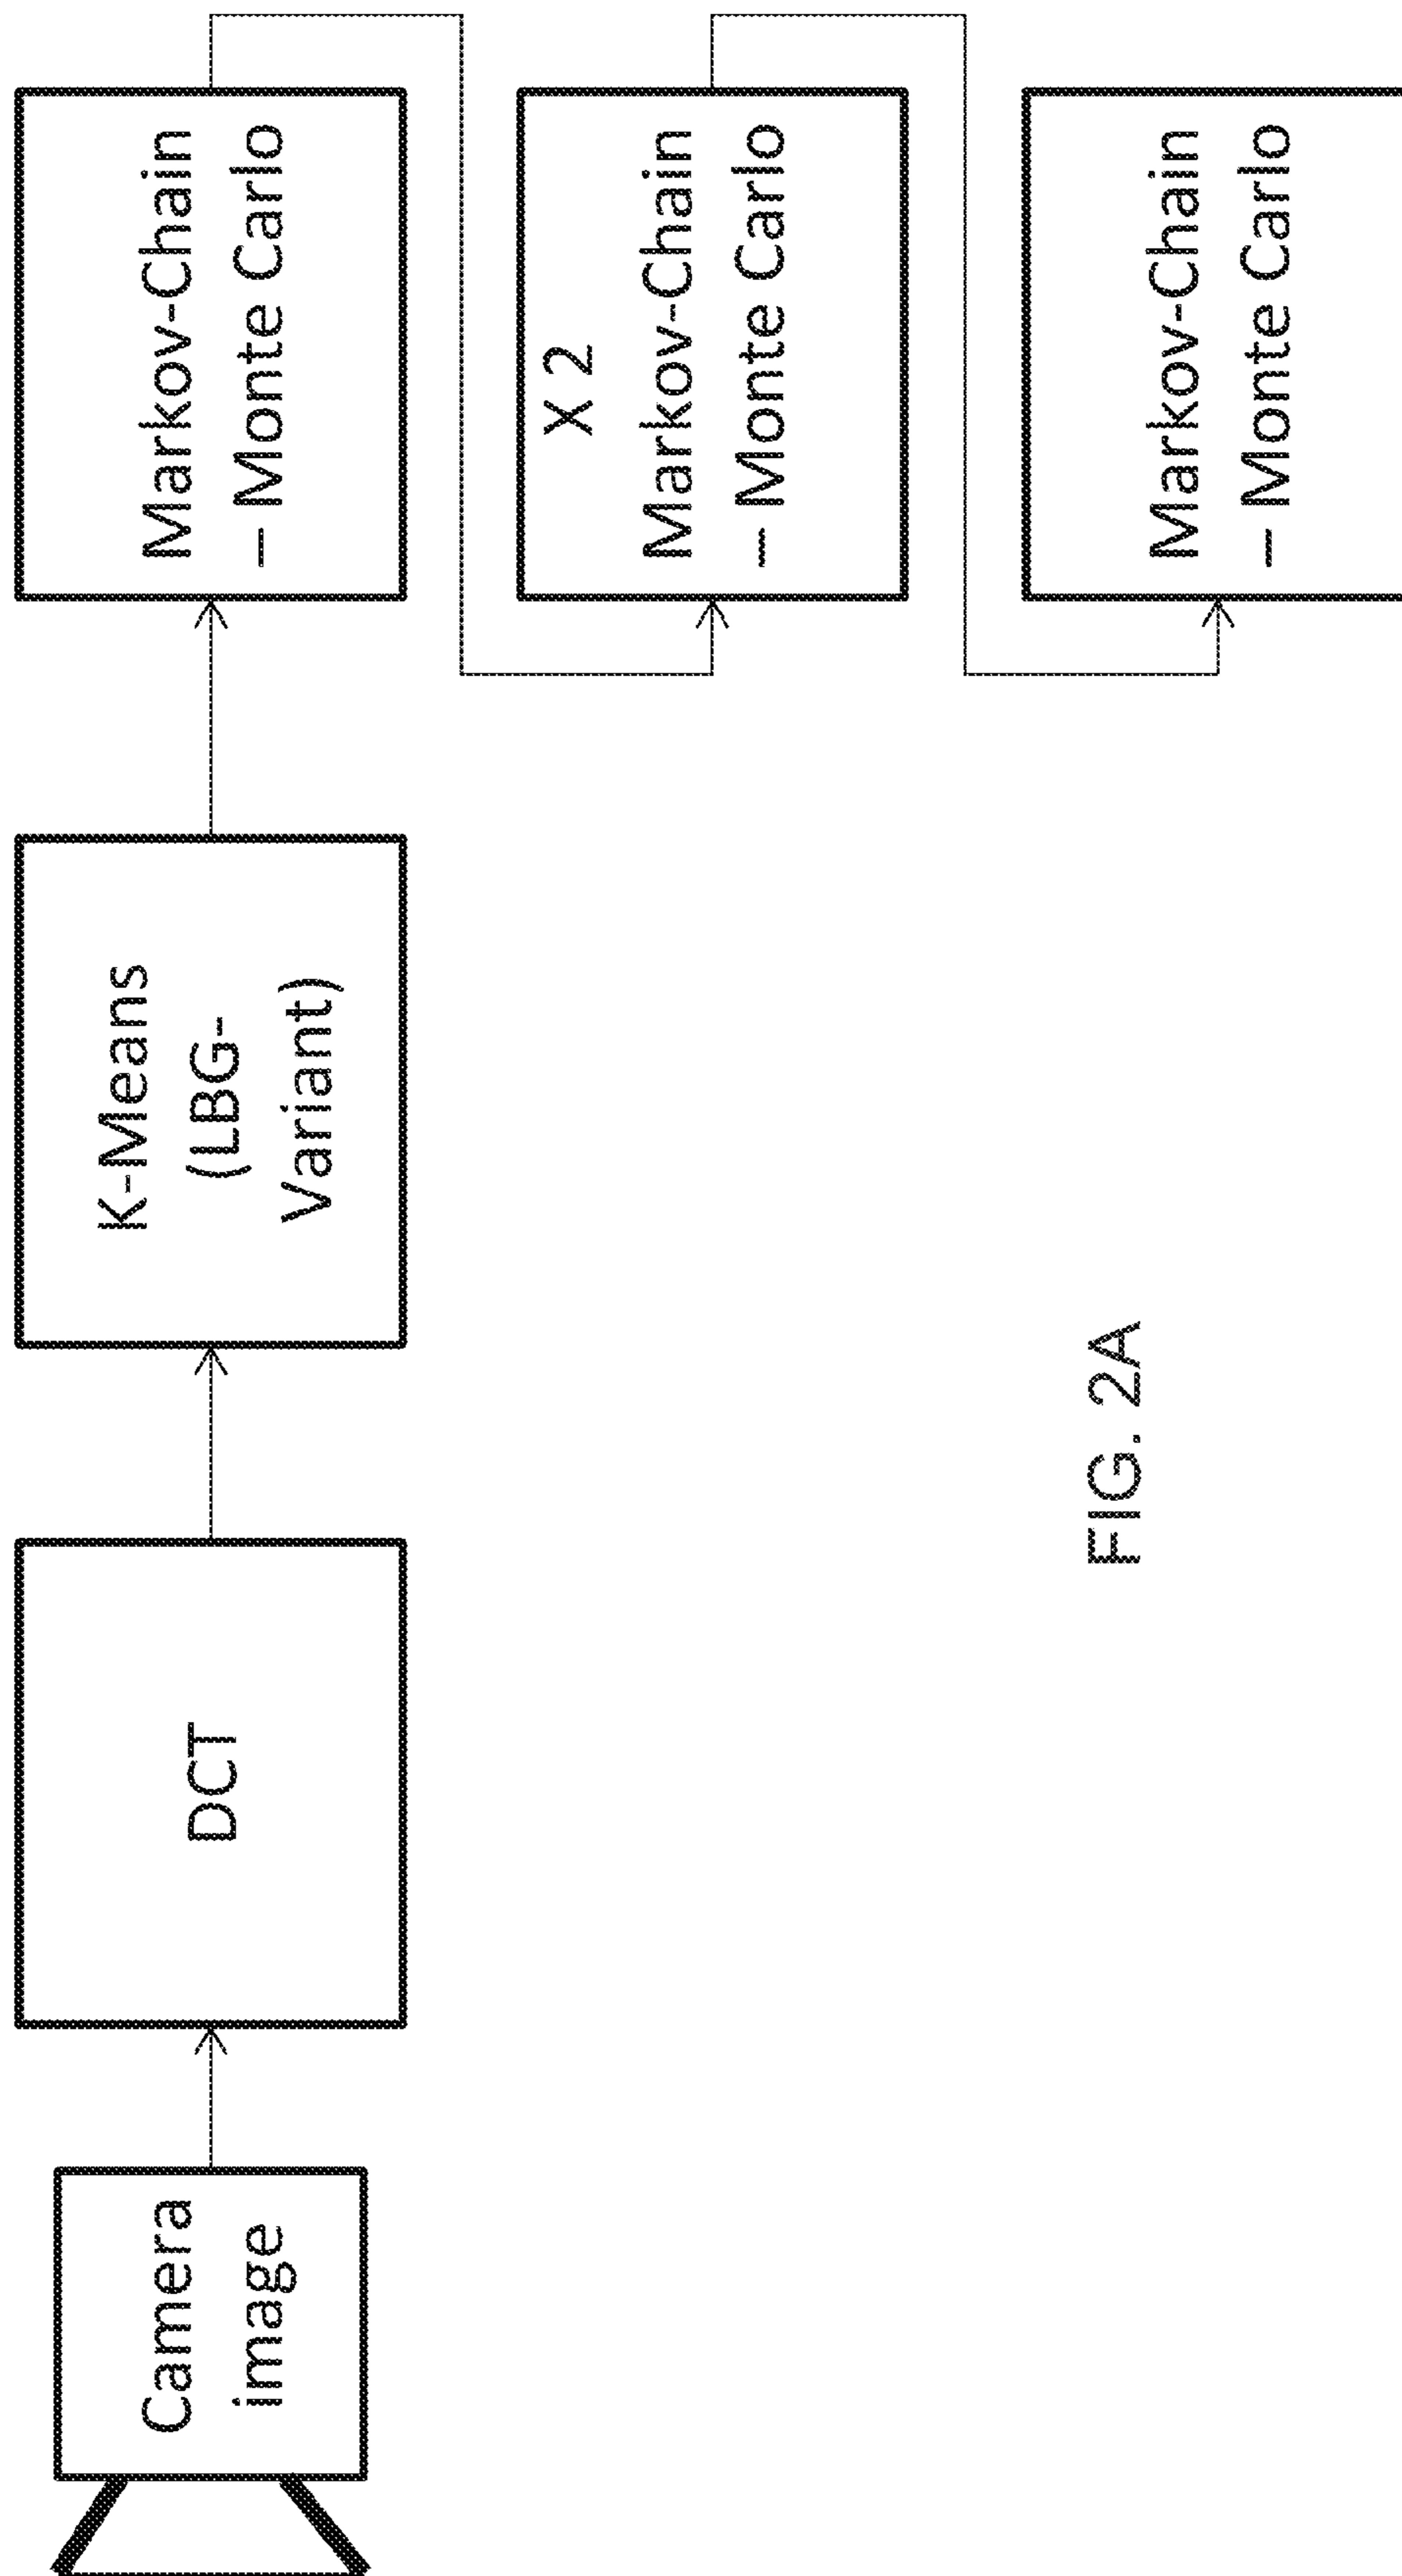 Camera
image
DCT
K-Means
(LBG-
Variant)
Markov-Chain
– Monte Carlo
X 2
Markov-Chain
– Monte Carlo
Markov-Chain
– Monte Carlo
FIG. 2A